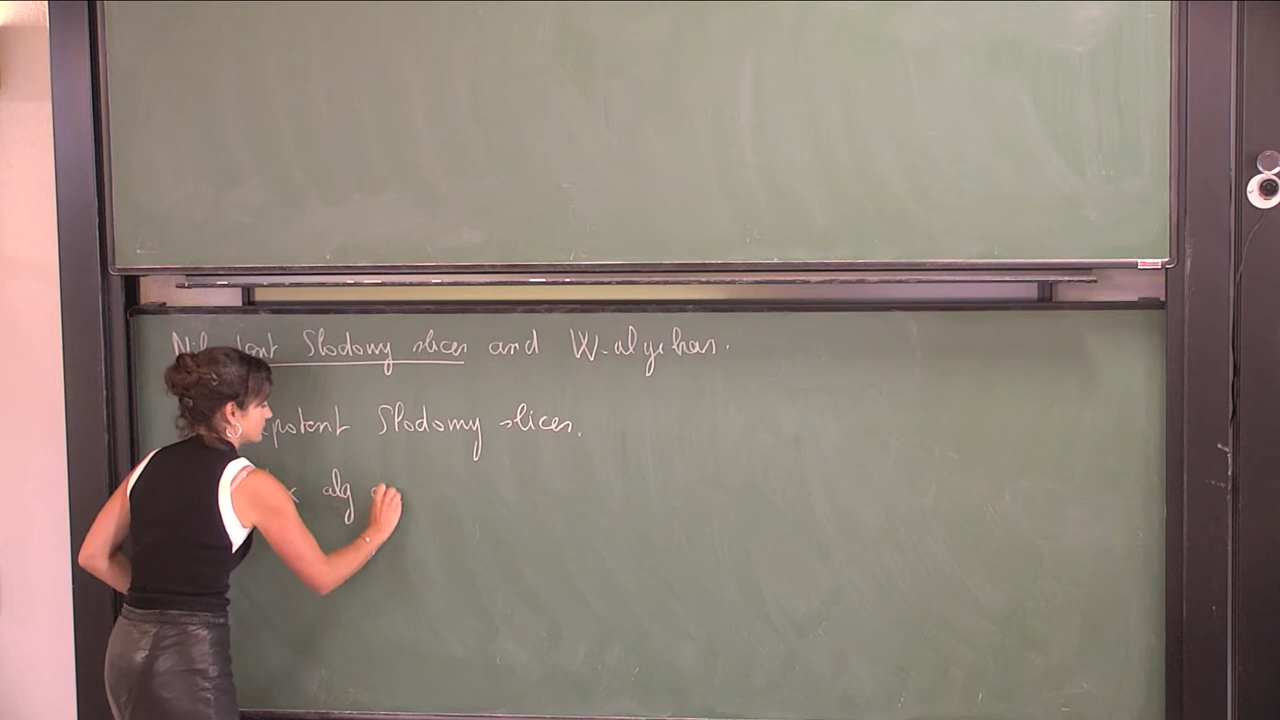 Nilpotent Slodowy slices and W-algebras.
potent Slodowy slices.
x alg